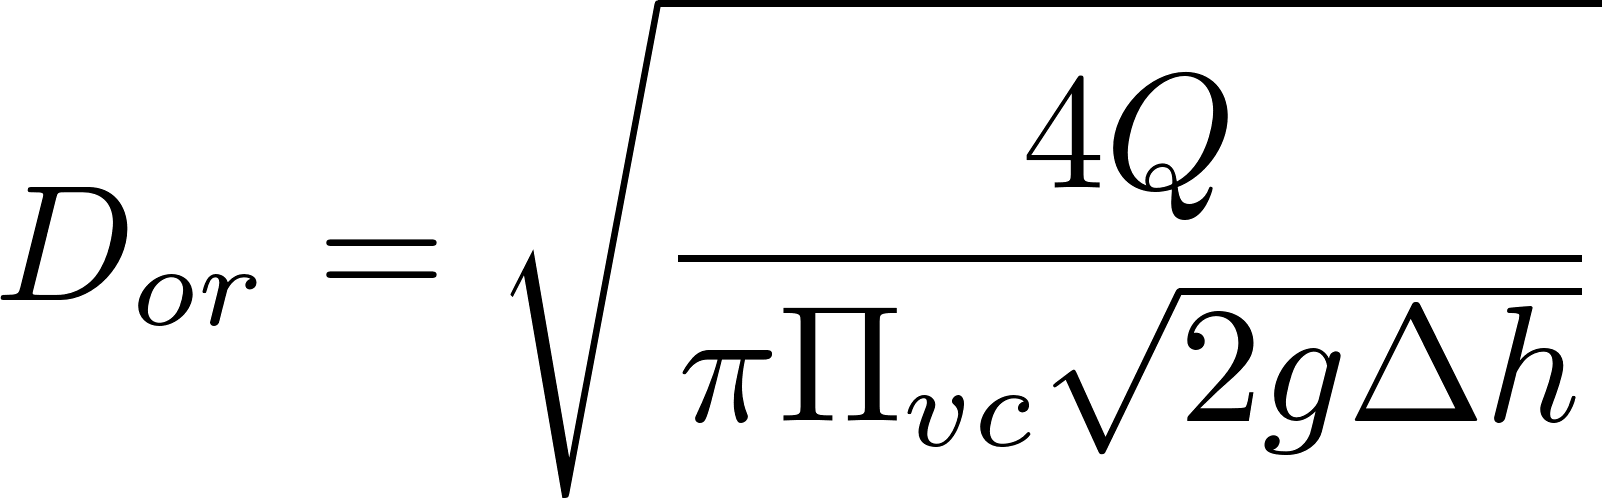 D_{or} = \sqrt{\frac{4Q}{\pi \Pi_{vc} \sqrt{2g\Delta h}}}